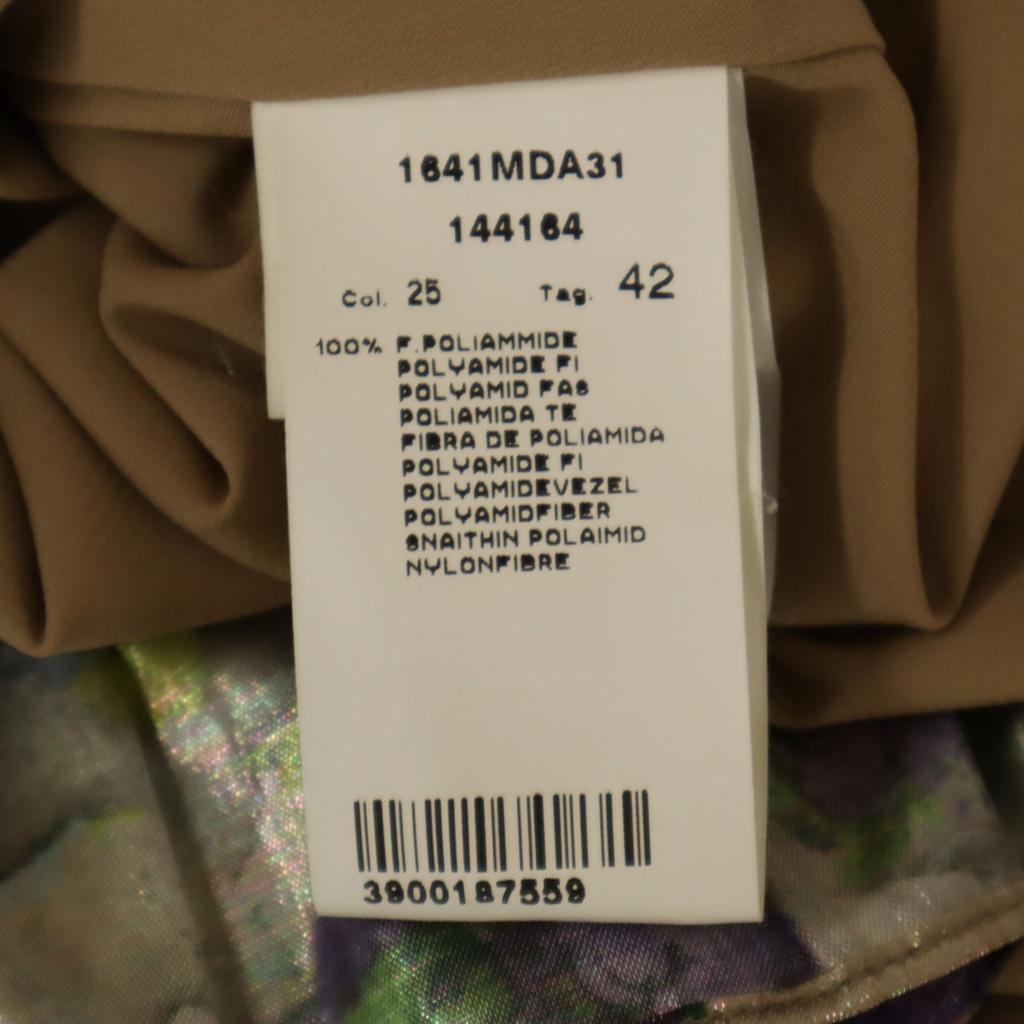 1641MDA31
144164
Col. 25 Tag. 42
100% F.POLIAMMIDE
POLYAMIDE FI
POLYAMID FAS
POLIAMIDA TE
FIBRA DE POLIAMIDA
POLYAMIDE FI
POLYAMIDEVEZEL
POLYAMIDFIBER
SNAITHIN POLAIMID
NYLONFIBRE
3900187559